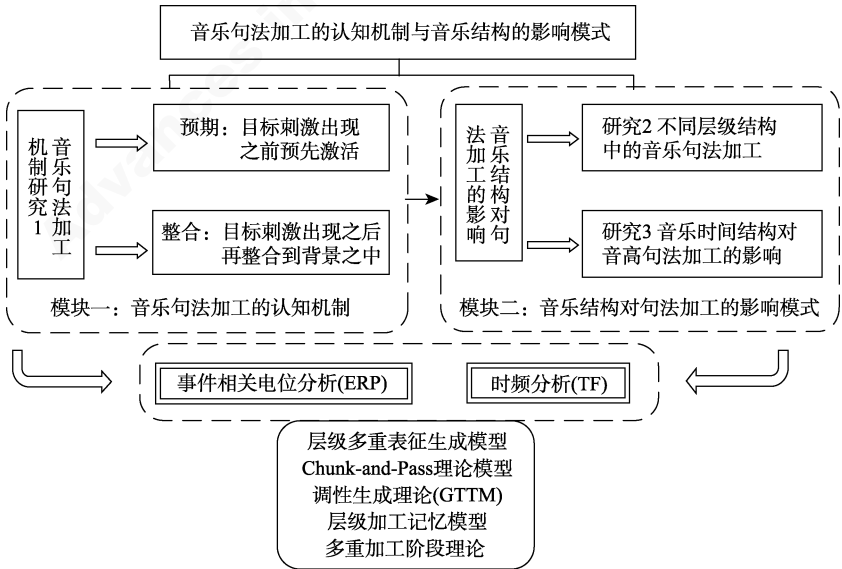 音乐句法加工的认知机制与音乐结构的影响模式
音乐句法加工
机制研究1
预期：目标刺激出现
之前预先激活
整合：目标刺激出现之后
再整合到背景之中
模块一：音乐句法加工的认知机制
音乐结构对句
法加工的影响
研究2 不同层级结构
中的音乐句法加工
研究3 音乐时间结构对
音高句法加工的影响
模块二：音乐结构对句法加工的影响模式
事件相关电位分析(ERP)
时频分析(TF)
层级多重表征生成模型
Chunk-and-Pass理论模型
调性生成理论(GTTM)
层级加工记忆模型
多重加工阶段理论
Advances in